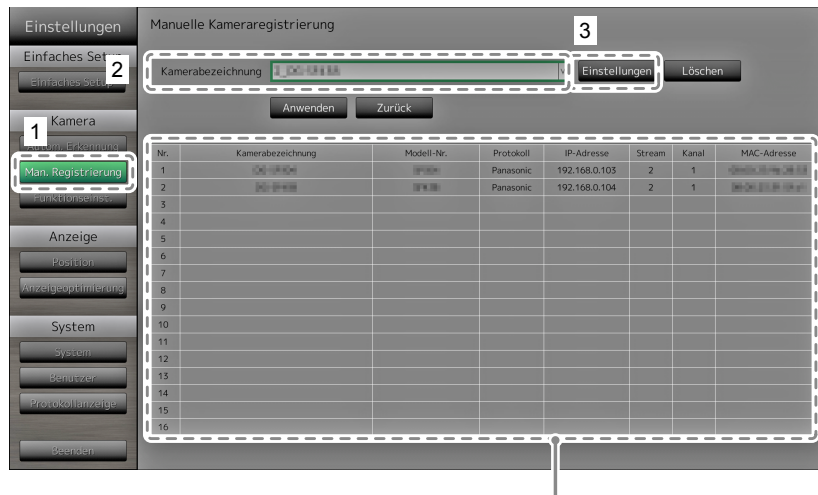 Einstellungen
Manuelle Kameraregistrierung
3
Einfaches Setup
2
Einfaches Setup
Kamerabezeichnung
Einstellungen
Löschen
Anwenden
Zurück
Kamera
1
Autom. Erkennung
Man. Registrierung
Funktionseinst.
Anzeige
Position
Anzeigeoptimierung
System
System
Benutzer
Protokollanzeige
Beenden
Nr. Kamerabezeichnung Modell-Nr. Protokoll IP-Adresse Stream Kanal MAC-Adresse
1 Panasonic 192.168.0.103 2 1
2 Panasonic 192.168.0.104 2 1
3
4
5
6
7
8
9
10
11
12
13
14
15
16